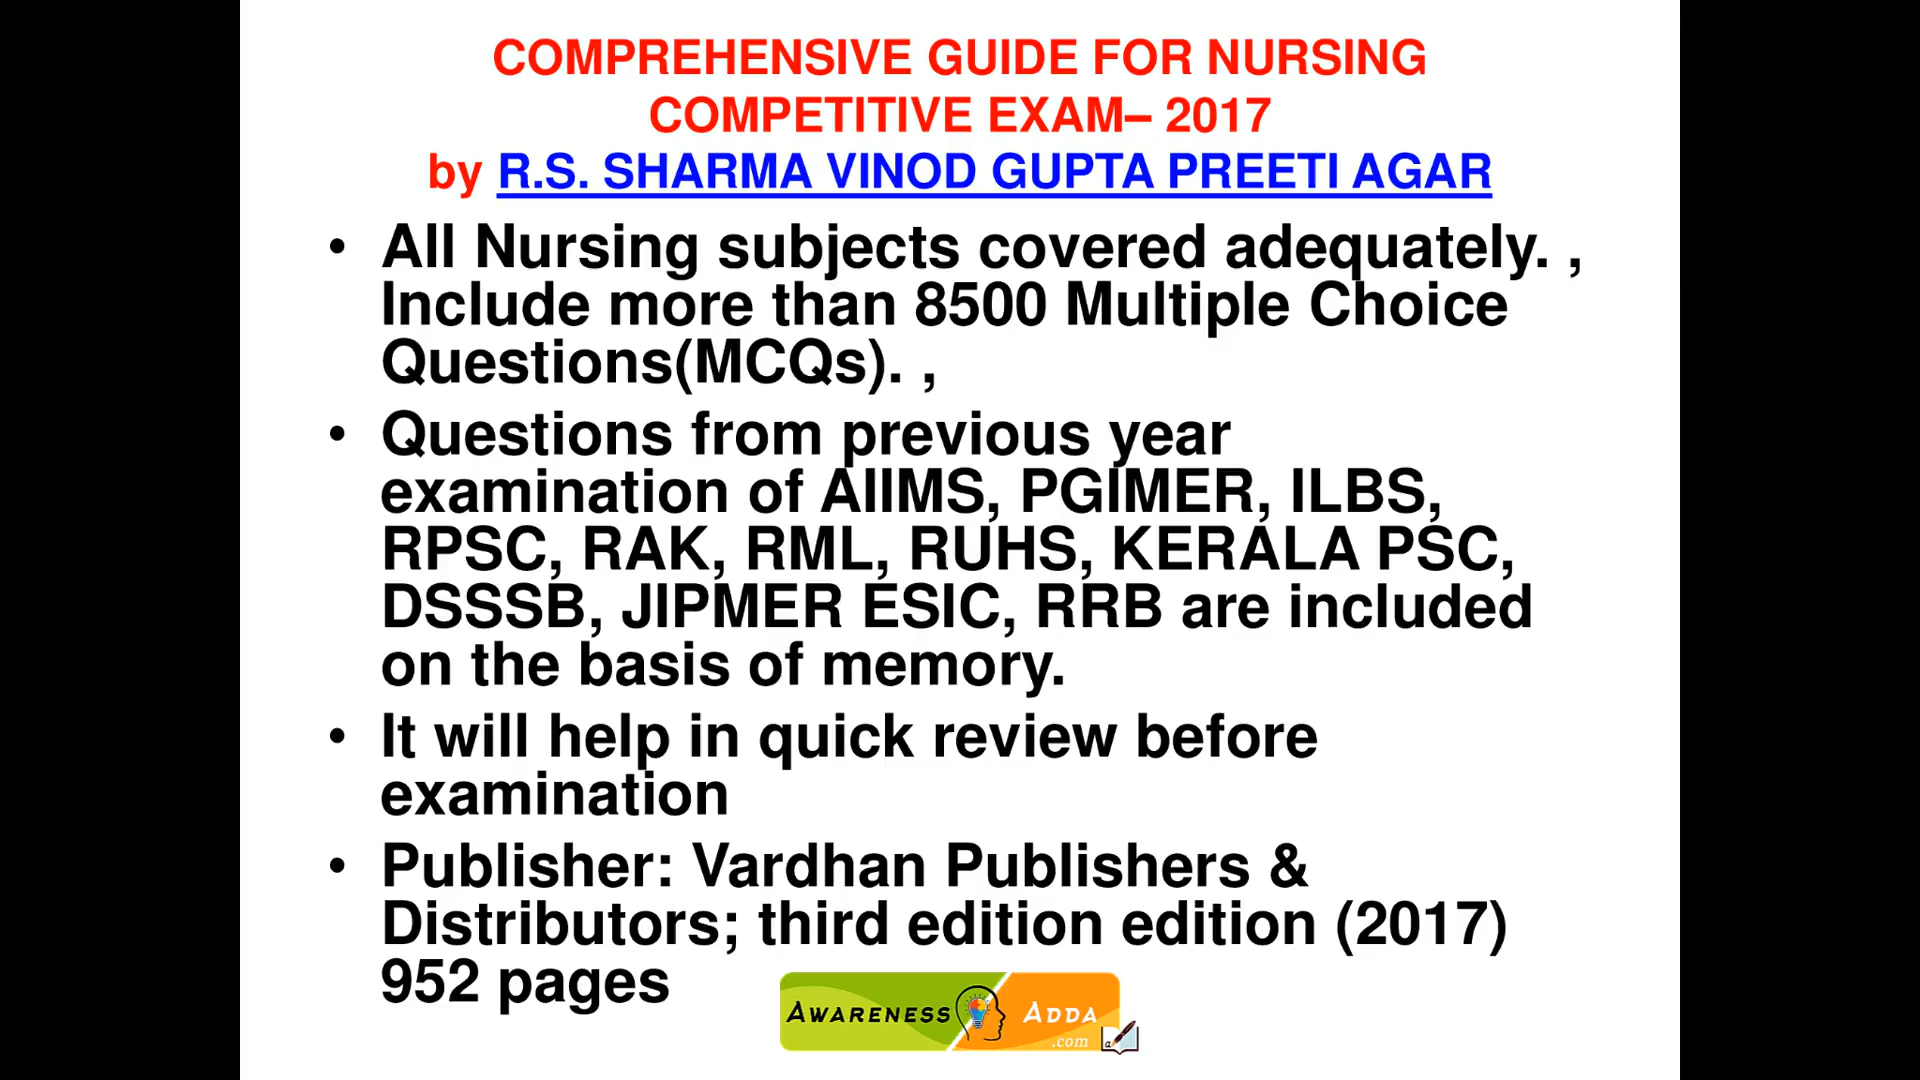 COMPREHENSIVE GUIDE FOR NURSING
COMPETITIVE EXAM– 2017
by R.S. SHARMA VINOD GUPTA PREETI AGAR
• All Nursing subjects covered adequately. ,
Include more than 8500 Multiple Choice
Questions(MCQs). ,
• Questions from previous year
examination of AIIMS, PGIMER, ILBS,
RPSC, RAK, RML, RUHS, KERALA PSC,
DSSSB, JIPMER ESIC, RRB are included
on the basis of memory.
• It will help in quick review before
examination
• Publisher: Vardhan Publishers &
Distributors; third edition edition (2017)
952 pages
AWARENESS ADDA
.com